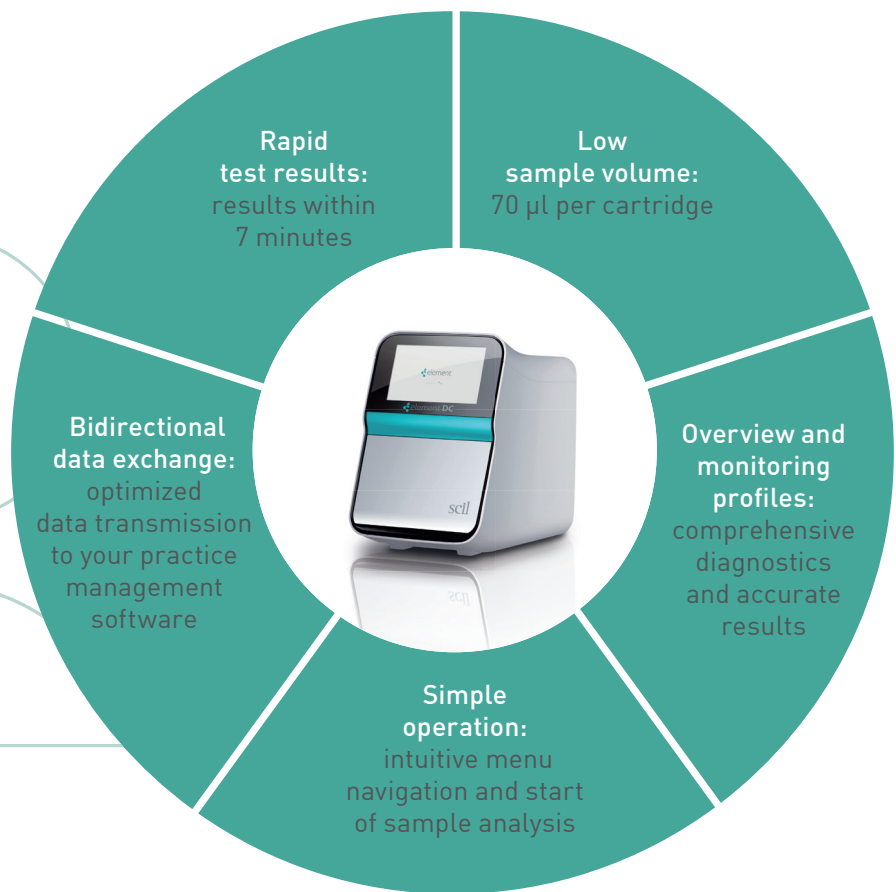 Rapid
test results:
results within
7 minutes
Low
sample volume:
70 µl per cartridge
Overview and
monitoring
profiles:
comprehensive
diagnostics
and accurate
results
Simple
operation:
intuitive menu
navigation and start
of sample analysis
Bidirectional
data exchange:
optimized
data transmission
to your practice
management
software
element
element DC
scil